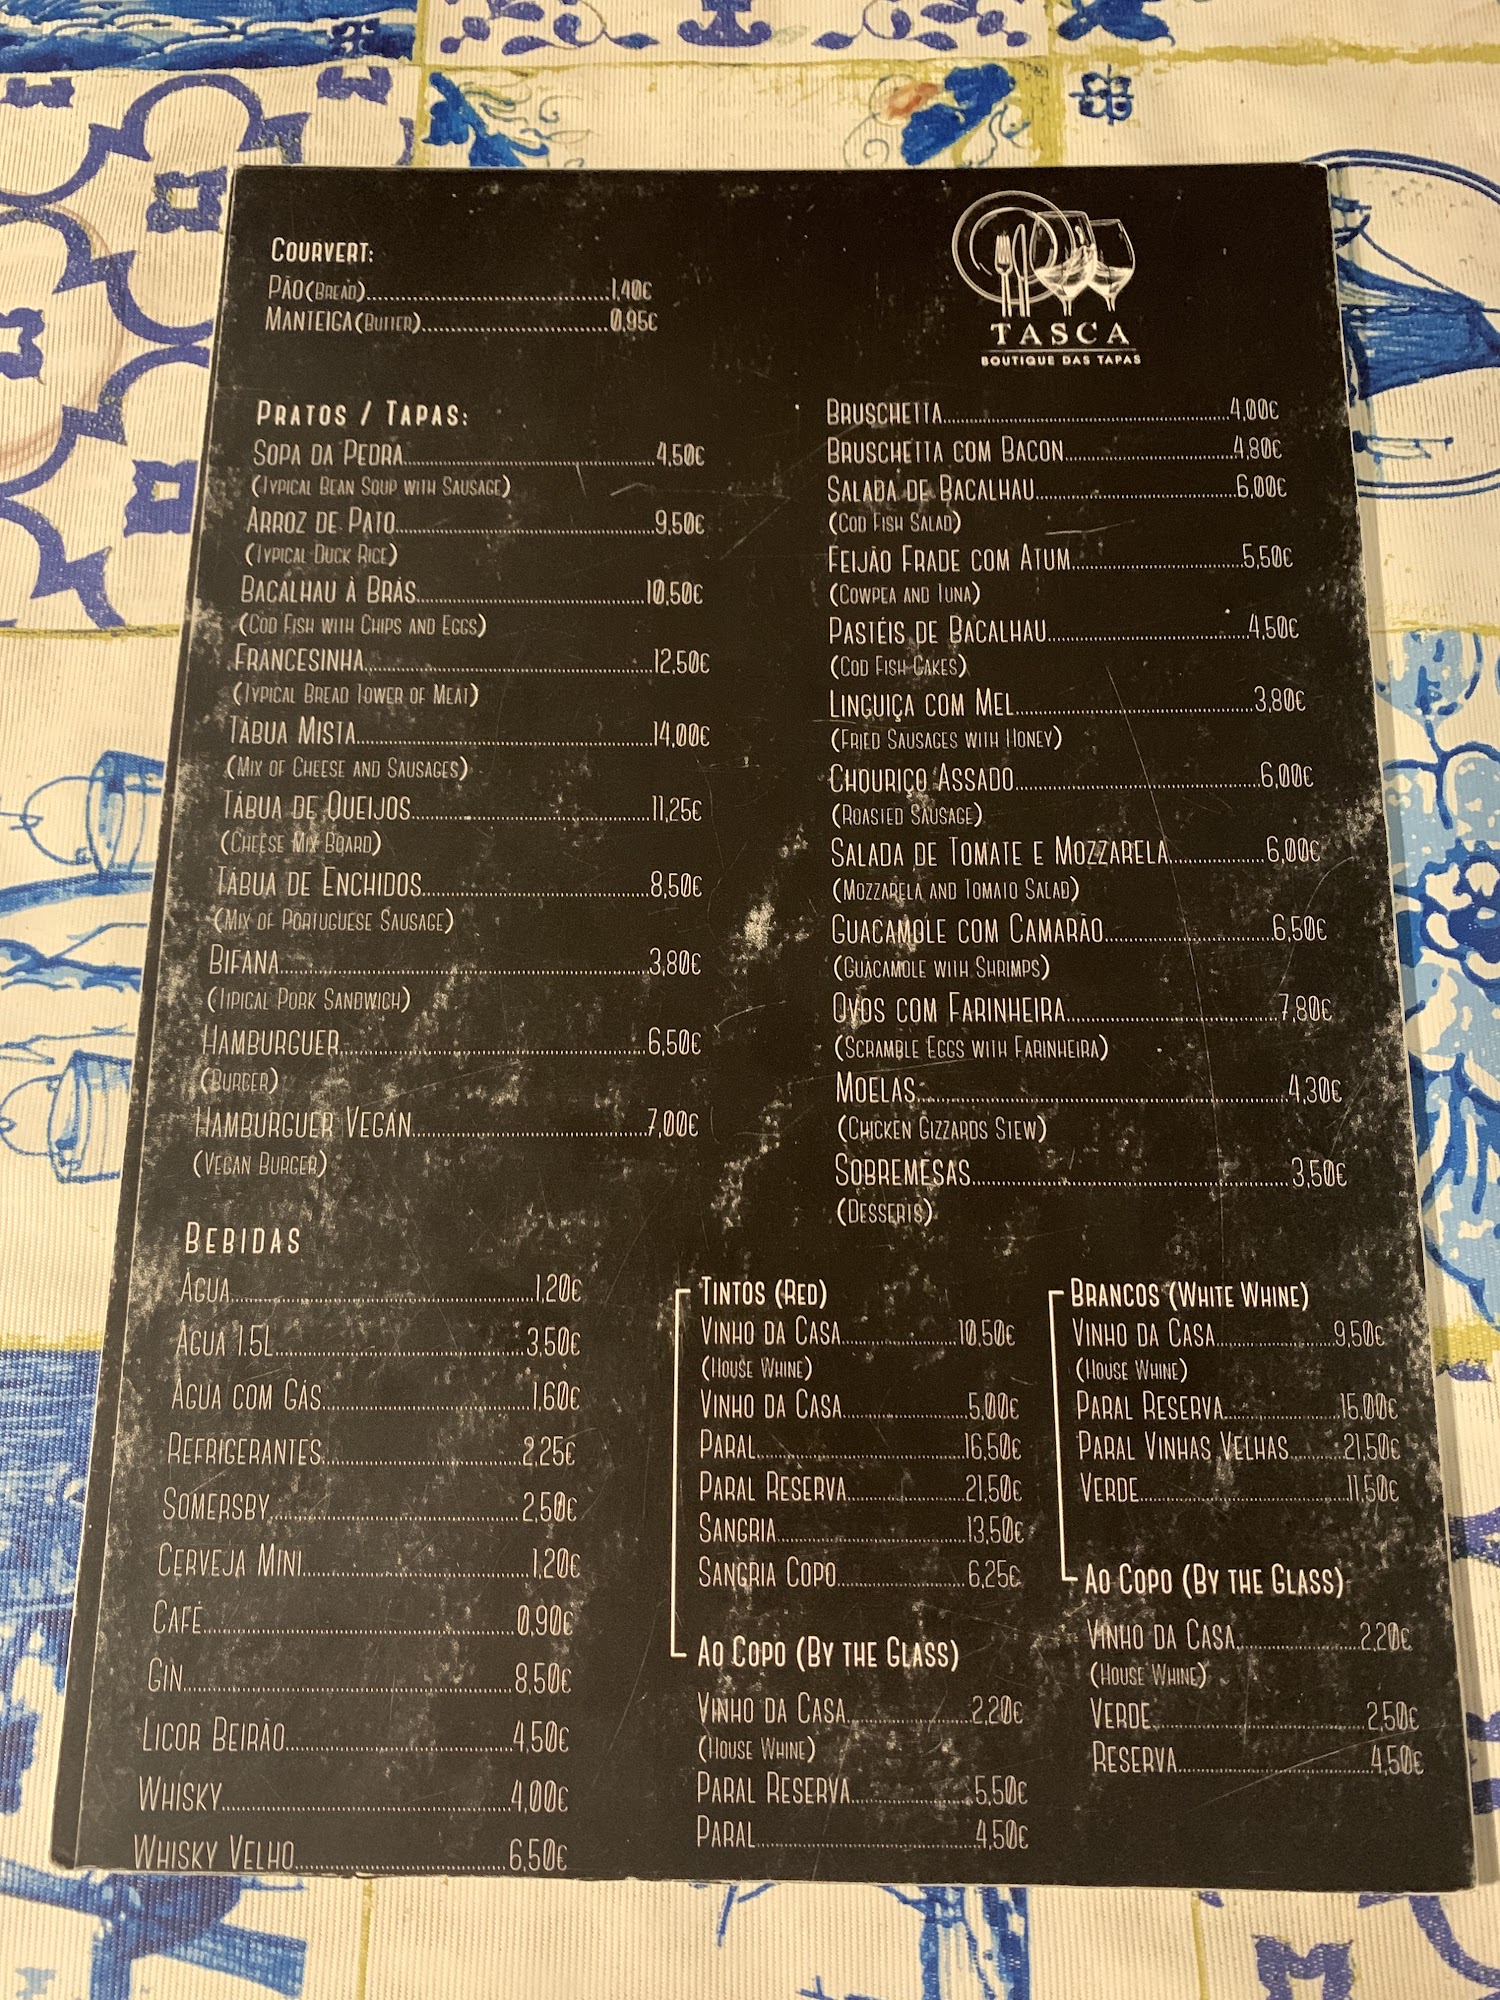 Courvert:
Pão (Bread)..........1,40€
Manteiga (Butter)..........0,95€
TASCA
BOUTIQUE DAS TAPAS
Pratos / Tapas:
Sopa da Pedra..........4,50€
(Typical Bean Soup with Sausage)
Arroz de Pato..........9,50€
(Typical Duck Rice)
Bacalhau à Brás..........10,50€
(Cod Fish with Chips and Eggs)
Francesinha..........12,50€
(Typical Bread Tower of Meat)
Tábua Mista..........14,00€
(Mix of Cheese and Sausages)
Tábua de Queijos..........11,25€
(Cheese Mix Board)
Tábua de Enchidos..........8,50€
(Mix of Portuguese Sausage)
Bifana..........3,80€
(Tipical Pork Sandwich)
Hamburguer..........6,50€
(Burger)
Hamburguer Vegan..........7,00€
(Vegan Burger)
Bruschetta..........4,00€
Bruschetta com Bacon..........4,80€
Salada de Bacalhau..........6,00€
(Cod Fish Salad)
Feijão Frade com Atum..........5,50€
(Cowpea and Tuna)
Pastéis de Bacalhau..........4,50€
(Cod Fish Cakes)
Linguiça com Mel..........3,80€
(Fried Sausages with Honey)
Chouriço Assado..........6,00€
(Roasted Sausage)
Salada de Tomate e Mozzarela..........6,00€
(Mozzarela and Tomato Salad)
Guacamole com Camarão..........6,50€
(Guacamole with Shrimps)
Ovos com Farinheira..........7,80€
(Scramble Eggs with Farinheira)
Moelas..........4,30€
(Chicken Gizzards Stew)
Sobremesas..........3,50€
(Desserts)
Bebidas
Água..........1,20€
Água 1.5L..........3,50€
Água com Gás..........1,60€
Refrigerantes..........2,25€
Somersby..........2,50€
Cerveja Mini..........1,20€
Café..........0,90€
Gin..........8,50€
Licor Beirão..........4,50€
Whisky..........4,00€
Whisky Velho..........6,50€
Tintos (Red)
Vinho da Casa..........10,50€
(House Whine)
Vinho da Casa..........5,00€
Paral..........16,50€
Paral Reserva..........21,50€
Sangria..........13,50€
Sangria Copo..........6,25€
Ao Copo (By the Glass)
Vinho da Casa..........2,20€
(House Whine)
Paral Reserva..........5,50€
Paral..........4,50€
Brancos (White Whine)
Vinho da Casa..........9,50€
(House Whine)
Paral Reserva..........15,00€
Paral Vinhas Velhas..........21,50€
Verde..........11,50€
Ao Copo (By the Glass)
Vinho da Casa..........2,20€
(House Whine)
Verde..........2,50€
Reserva..........4,50€